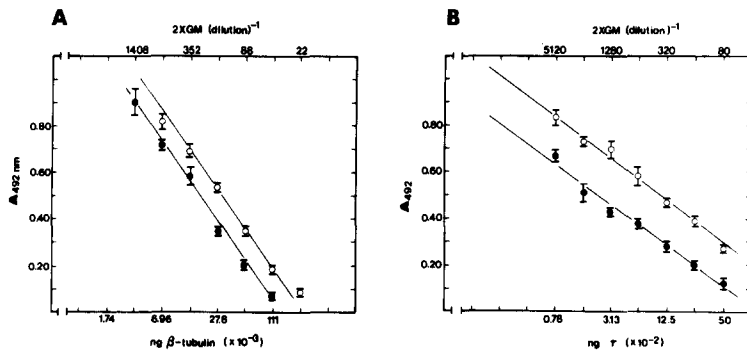 A
2XGM (dilution)⁻¹
1408 352 88 22
0.80
0.60
0.40
0.20
A492 nm
1.74 6.96 27.8 111
ng β-tubulin (×10⁻³)
B
2XGM (dilution)⁻¹
5120 1280 320 80
0.80
0.60
0.40
0.20
A492
0.78 3.13 12.5 50
ng τ (×10⁻²)